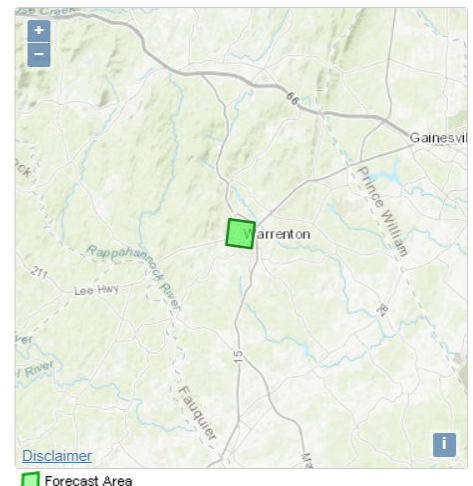 +
−
66
Gainesvil
Prince William
Warrenton
Rappahannock
River
211
Lee Hwy
28
River
15
Fauquier
Disclaimer
i
Forecast Area